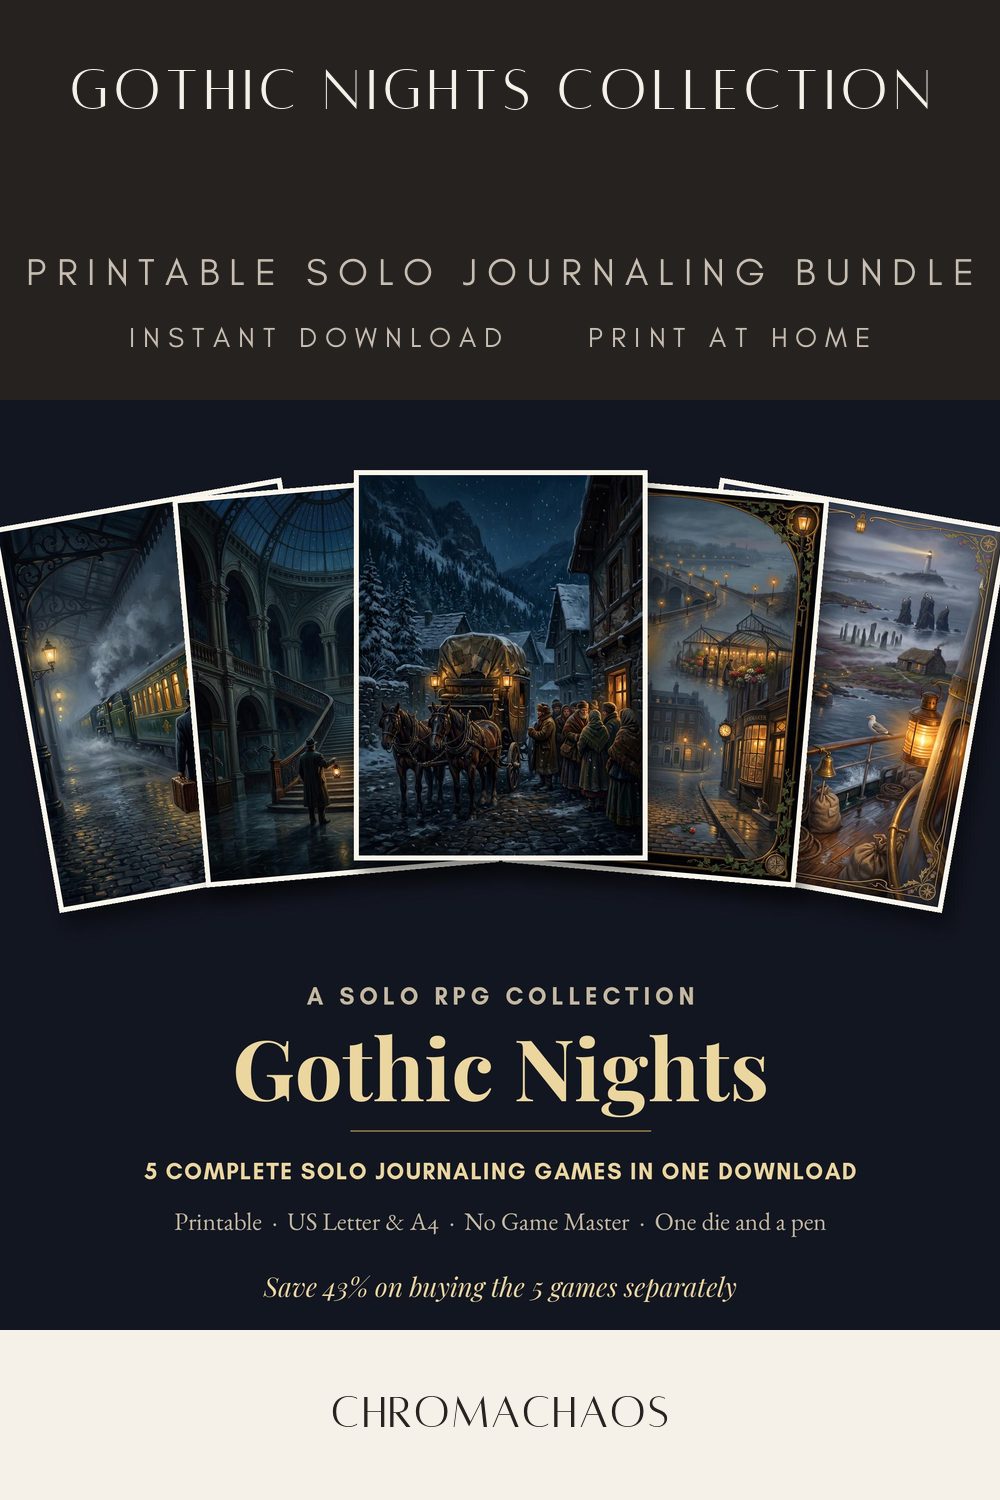 GOTHIC NIGHTS COLLECTION
PRINTABLE SOLO JOURNALING BUNDLE
INSTANT DOWNLOAD PRINT AT HOME
A SOLO RPG COLLECTION
Gothic Nights
5 COMPLETE SOLO JOURNALING GAMES IN ONE DOWNLOAD
Printable · US Letter & A4 · No Game Master · One die and a pen
Save 43% on buying the 5 games separately
CHROMACHAOS